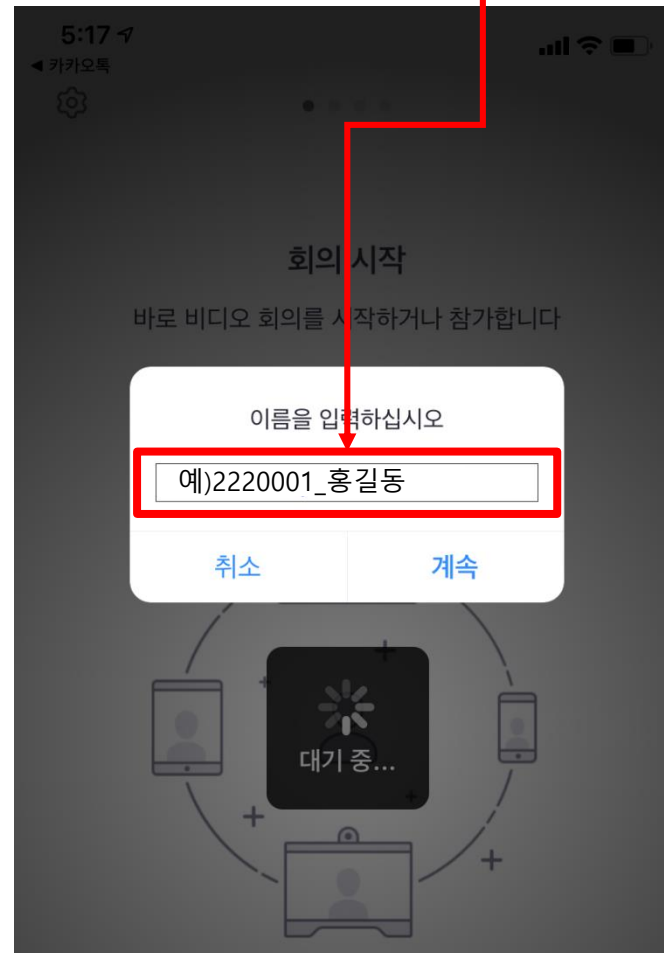 5:17
◀ 카카오톡
회의 시작
바로 비디오 회의를 시작하거나 참가합니다
이름을 입력하십시오
예)2220001_홍길동
취소
계속
대기 중...